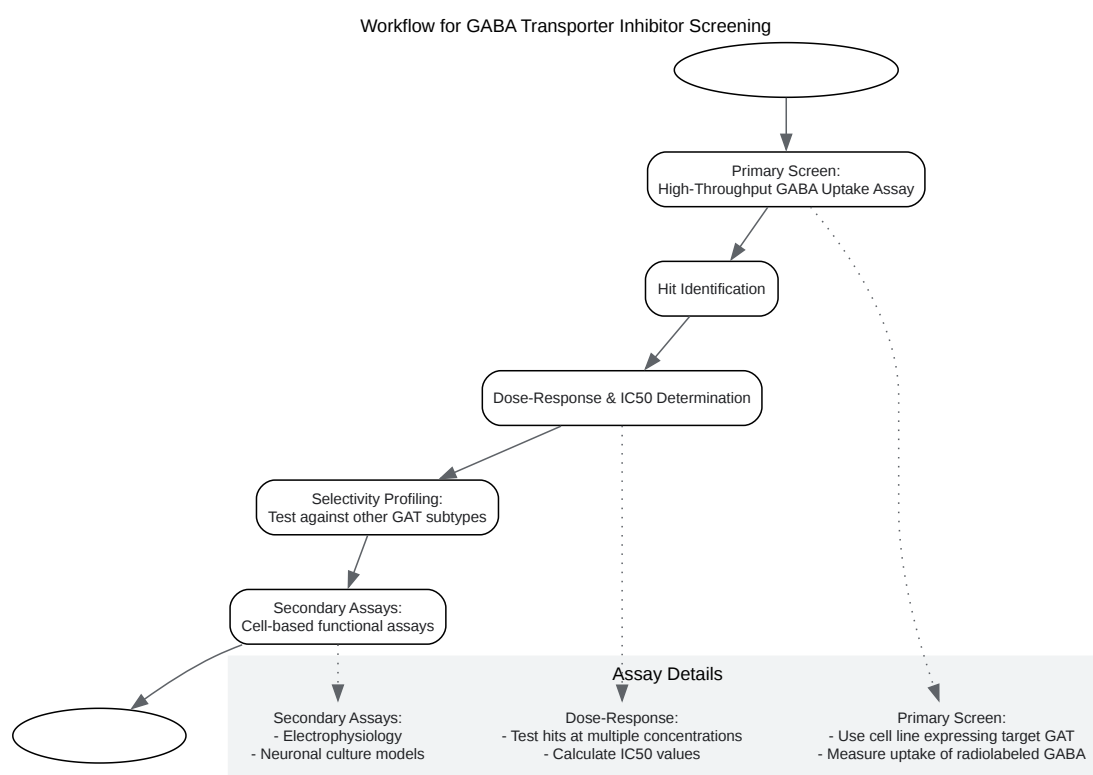 Workflow for GABA Transporter Inhibitor Screening
Primary Screen:
High-Throughput GABA Uptake Assay
Hit Identification
Dose-Response & IC50 Determination
Selectivity Profiling:
Test against other GAT subtypes
Secondary Assays:
Cell-based functional assays
Assay Details
Secondary Assays:
- Electrophysiology
- Neuronal culture models
Dose-Response:
- Test hits at multiple concentrations
- Calculate IC50 values
Primary Screen:
- Use cell line expressing target GAT
- Measure uptake of radiolabeled GABA